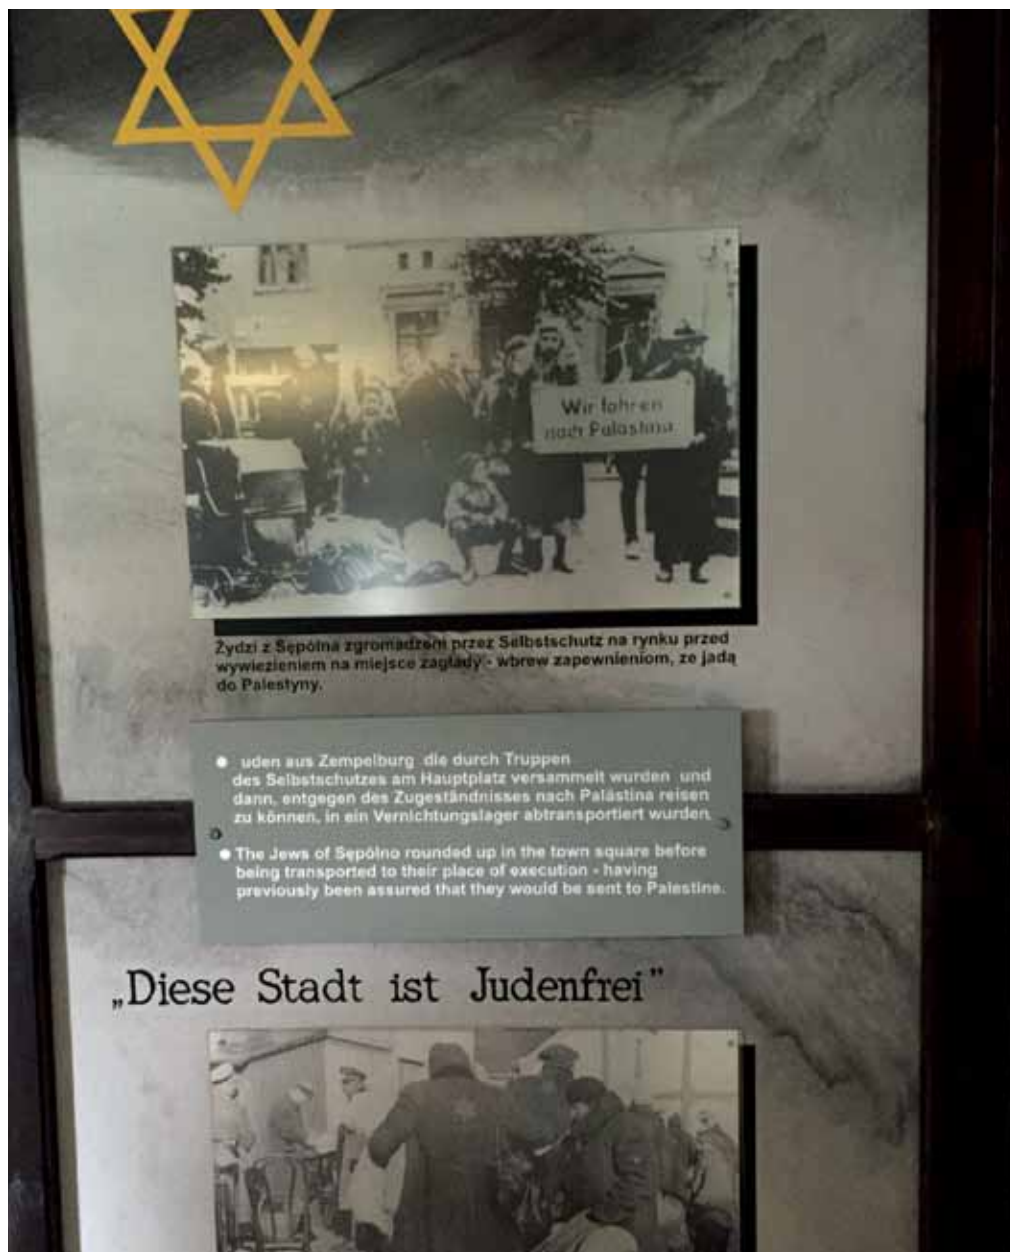 Wir fahren
nach Palästina
Żydzi z Sępólna zgromadzeni przez Selbstschutz na rynku przed
wywiezieniem na miejsce zagłady - wbrew zapewnieniom, ze jadą
do Palestyny.
uden aus Zempelburg die durch Truppen
des Selbstschutzes am Hauptplatz versammelt wurden und
dann, entgegen des Zugeständnisses nach Palästina reisen
zu können, in ein Vernichtungslager abtransportiert wurden
The Jews of Sępólno rounded up in the town square before
being transported to their place of execution - having
previously been assured that they would be sent to Palestine.
„Diese Stadt ist Judenfrei"